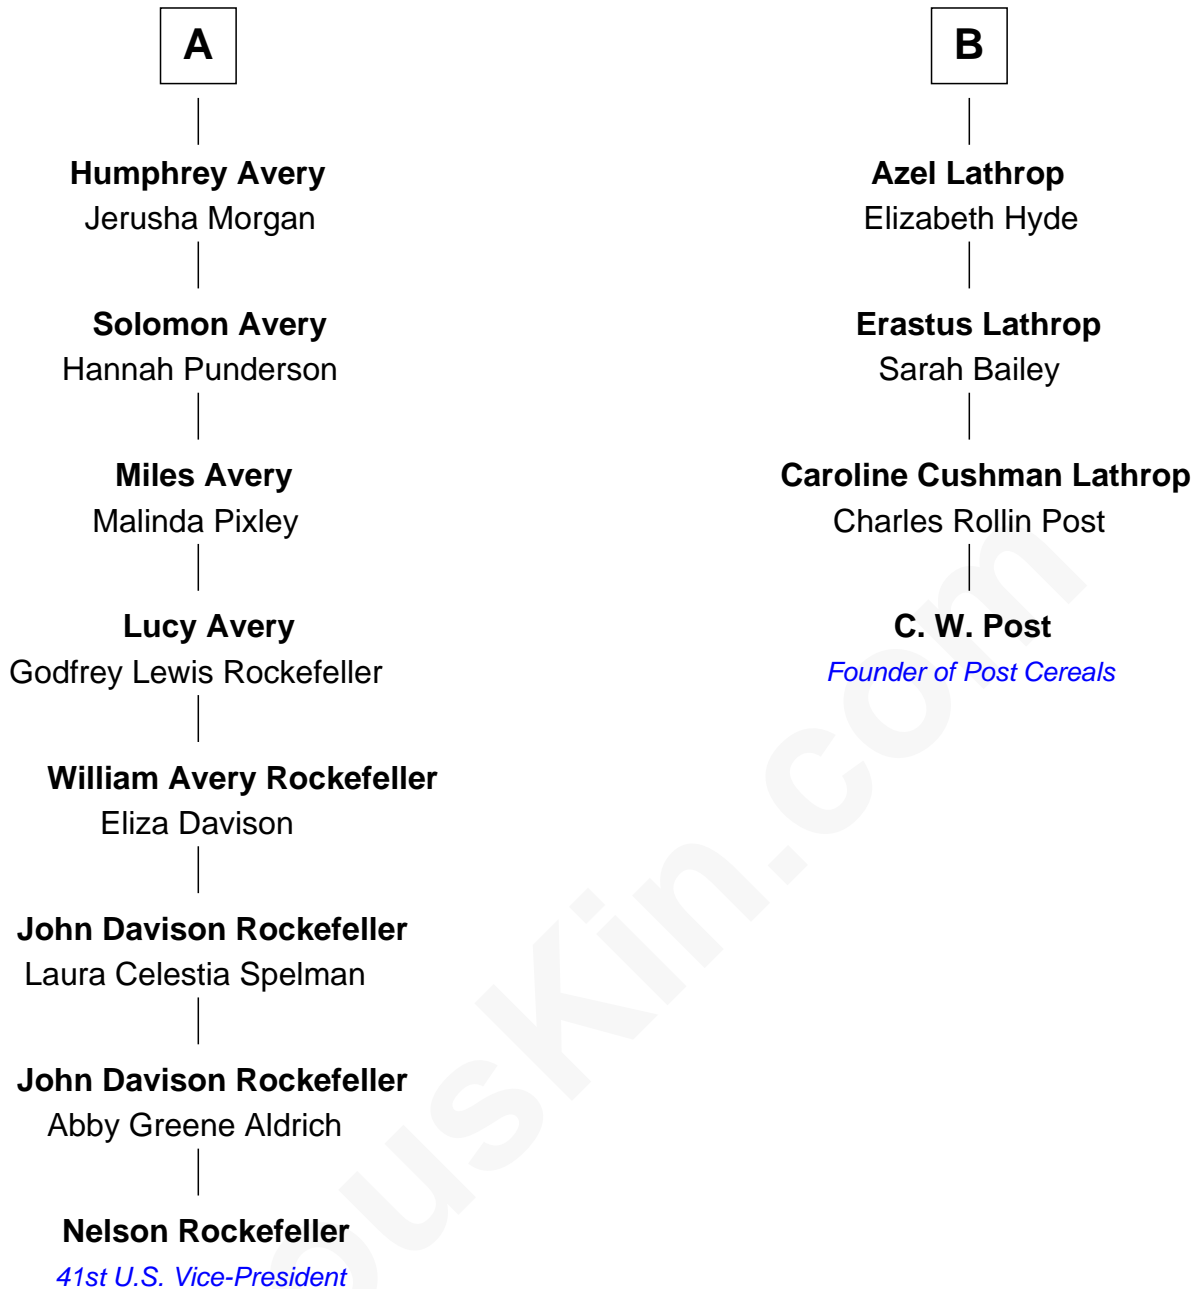 A
Humphrey Avery
Jerusha Morgan
Solomon Avery
Hannah Punderson
Miles Avery
Malinda Pixley
Lucy Avery
Godfrey Lewis Rockefeller
William Avery Rockefeller
Eliza Davison
John Davison Rockefeller
Laura Celestia Spelman
John Davison Rockefeller
Abby Greene Aldrich
Nelson Rockefeller
41st U.S. Vice-President
B
Azel Lathrop
Elizabeth Hyde
Erastus Lathrop
Sarah Bailey
Caroline Cushman Lathrop
Charles Rollin Post
C. W. Post
Founder of Post Cereals
ousKin.com